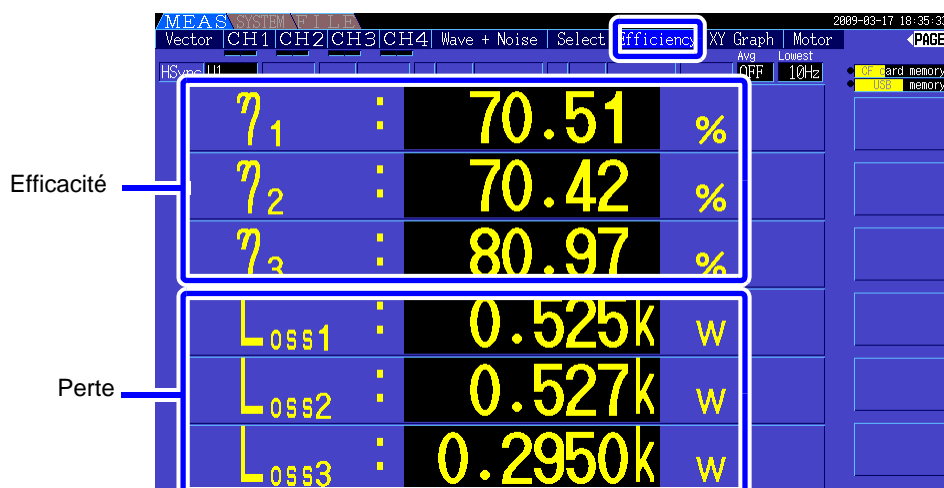 MEAS SYSTEM FILE 2009-03-17 18:35:33
Vector CH1 CH2 CH3 CH4 Wave + Noise Select Efficiency XY Graph Motor PAGE
Avg Lowest
HSync U1 OFF 10Hz CF card memory
USB memory
η1 : 70.51 %
Efficacité
η2 : 70.42 %
η3 : 80.97 %
Loss1 : 0.525k W
Perte
Loss2 : 0.527k W
Loss3 : 0.2950k W